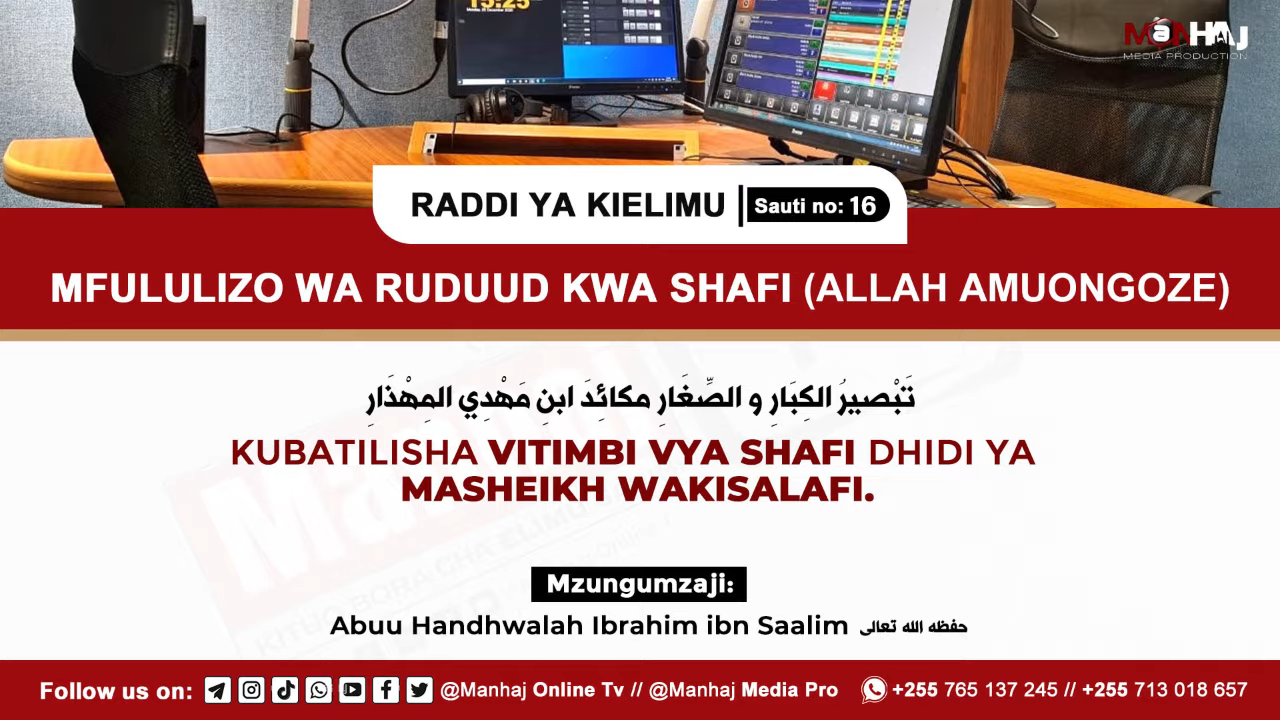 15:25
MANHAJ
MEDIA PRODUCTION
RADDI YA KIELIMU
Sauti no: 16
MFULULIZO WA RUDUUD KWA SHAFI (ALLAH AMUONGOZE)
تَبْصيرُ الكِبَارِ و الصِّغَارِ مكائِدَ ابنِ مَهْدِي المِهْذَارِ
KUBATILISHA VITIMBI VYA SHAFI DHIDI YA
MASHEIKH WAKISALAFI.
Mzungumzaji:
Abuu Handhwalah Ibrahim ibn Saalim حفظه الله تعالى
Follow us on: @Manhaj Online Tv // @Manhaj Media Pro +255 765 137 245 // +255 713 018 657